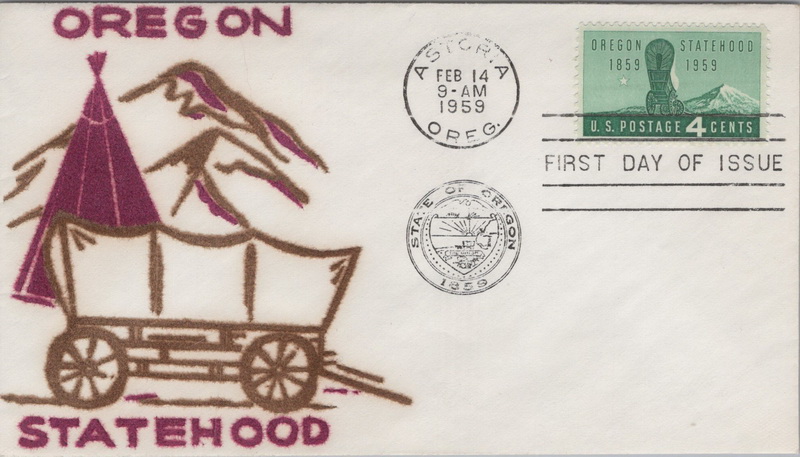 OREGON
STATEHOOD
ASTORIA
FEB 14
9-AM
1959
OREG.
STATE OF OREGON
1859
OREGON STATEHOOD
1859 1959
U.S. POSTAGE 4 CENTS
FIRST DAY OF ISSUE